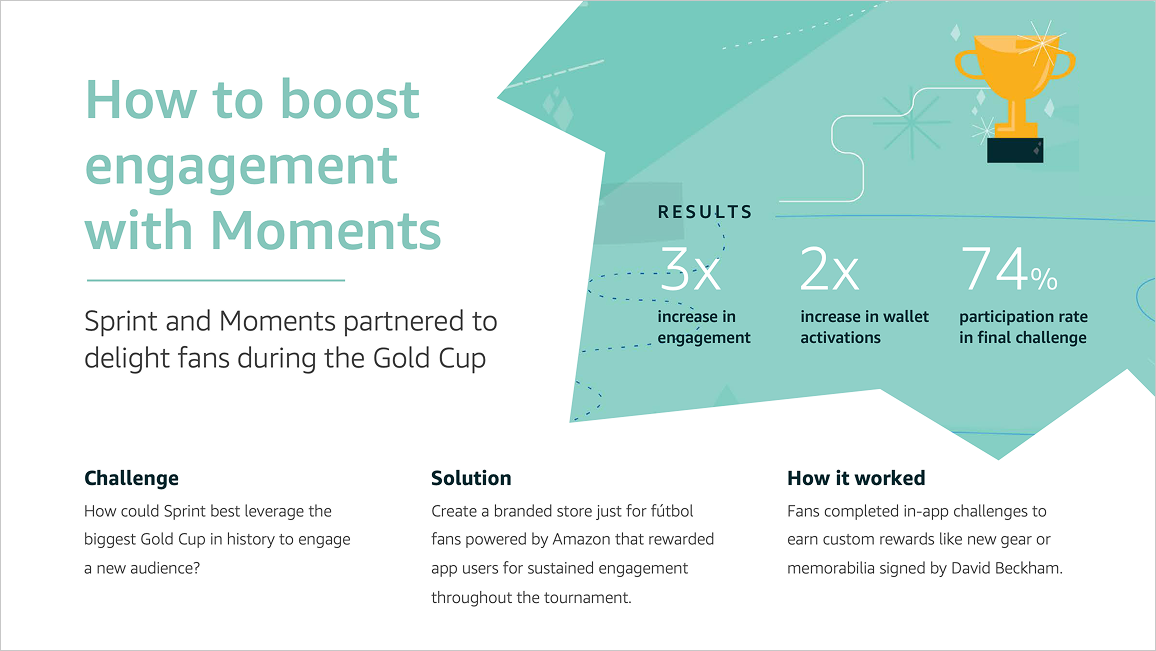 How to boost
engagement
with Moments
Sprint and Moments partnered to
delight fans during the Gold Cup
RESULTS
3x
increase in
engagement
2x
increase in wallet
activations
74%
participation rate
in final challenge
Challenge
How could Sprint best leverage the
biggest Gold Cup in history to engage
a new audience?
Solution
Create a branded store just for fútbol
fans powered by Amazon that rewarded
app users for sustained engagement
throughout the tournament.
How it worked
Fans completed in-app challenges to
earn custom rewards like new gear or
memorabilia signed by David Beckham.